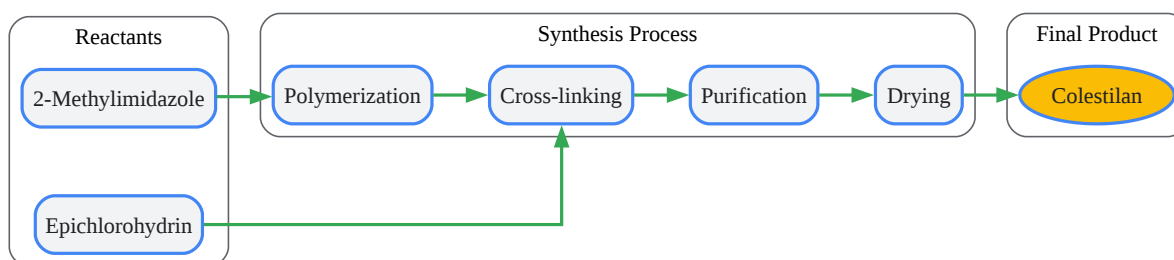 Reactants
2-Methylimidazole
Epichlorohydrin
Synthesis Process
Polymerization
Cross-linking
Purification
Drying
Final Product
Colestilan